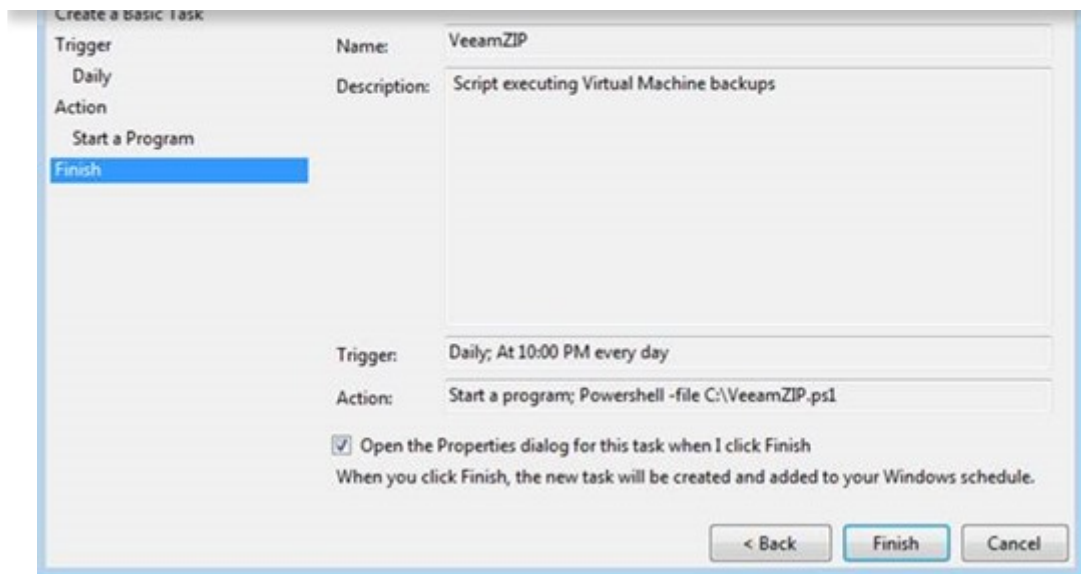 Create a Basic Task
Trigger
Daily
Action
Start a Program
Finish
Name: VeeamZIP
Description: Script executing Virtual Machine backups
Trigger: Daily; At 10:00 PM every day
Action: Start a program; Powershell -file C:\VeeamZIP.ps1
Open the Properties dialog for this task when I click Finish
When you click Finish, the new task will be created and added to your Windows schedule.
< Back Finish Cancel